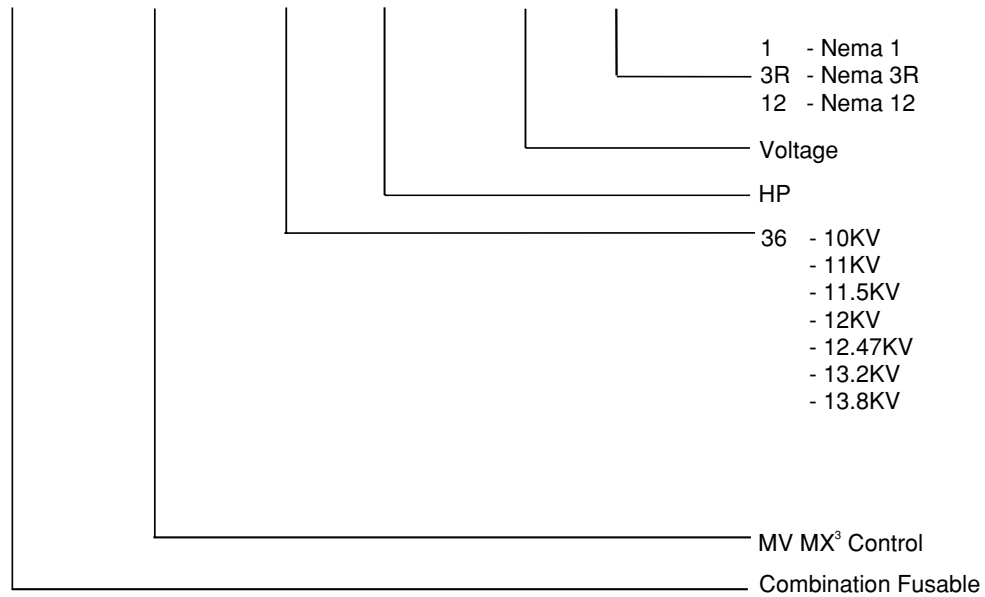 1 - Nema 1
3R - Nema 3R
12 - Nema 12
Voltage
HP
36 - 10KV
- 11KV
- 11.5KV
- 12KV
- 12.47KV
- 13.2KV
- 13.8KV
MV MX³ Control
Combination Fusable